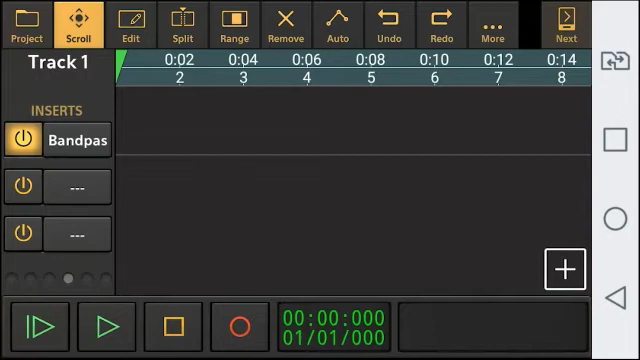 Project Scroll Edit Split Range Remove Auto Undo Redo More Next
Track 1
0:02 0:04 0:06 0:08 0:10 0:12 0:14
2 3 4 5 6 7 8
INSERTS
Bandpas
---
---
00:00:000
01/01/000